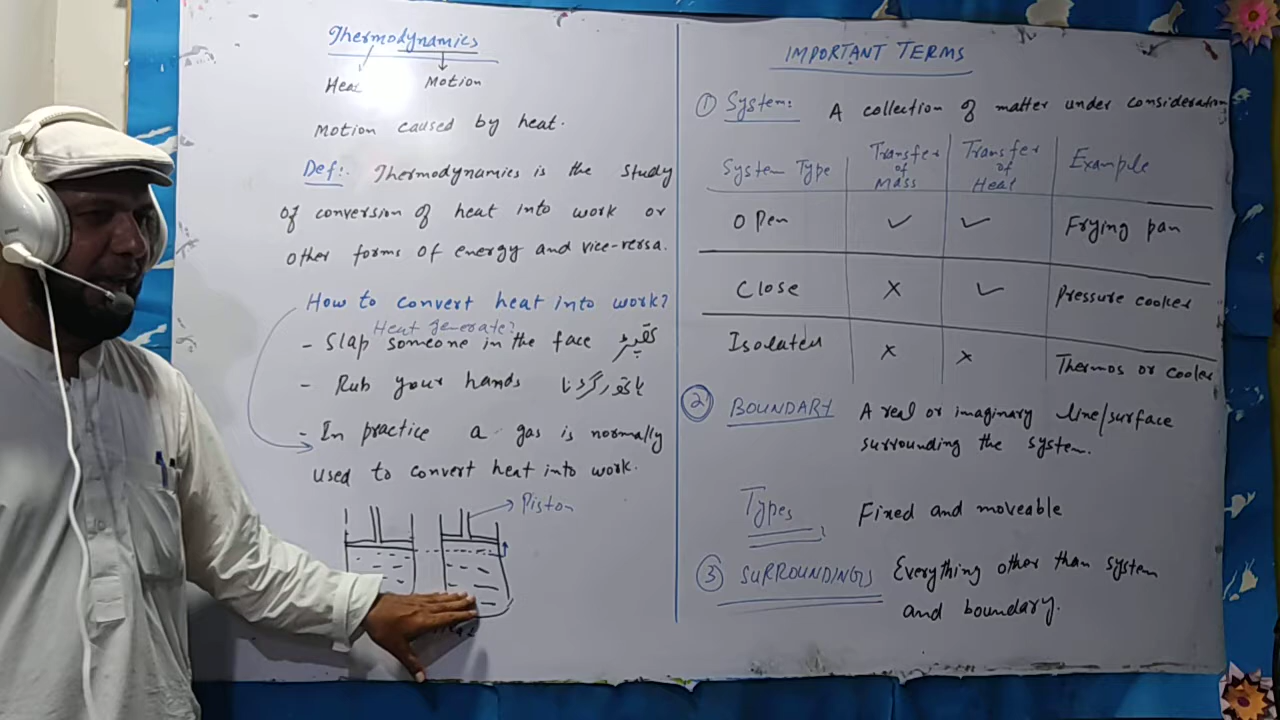 Thermodynamics
Heat
Motion
Motion caused by heat.
Def:. Thermodynamics is the study
of conversion of heat into work or
other forms of energy and vice-versa.
How to convert heat into work?
Heat generate?
- Slap someone in the face تھپڑ
- Rub your hands ہاتھ رگڑنا
- In practice a gas is normally
used to convert heat into work.
Piston
IMPORTANT TERMS
① System: A collection of matter under consideration
System Type Transfer of Mass Transfer of Heat Example
Open ✓ ✓ Frying pan
Close ✗ ✓ Pressure cooker
Isolated ✗ ✗ Thermos or cooler
② BOUNDARY A real or imaginary line/surface
surrounding the system.
Types Fixed and moveable
③ SURROUNDINGS Everything other than system
and boundary.